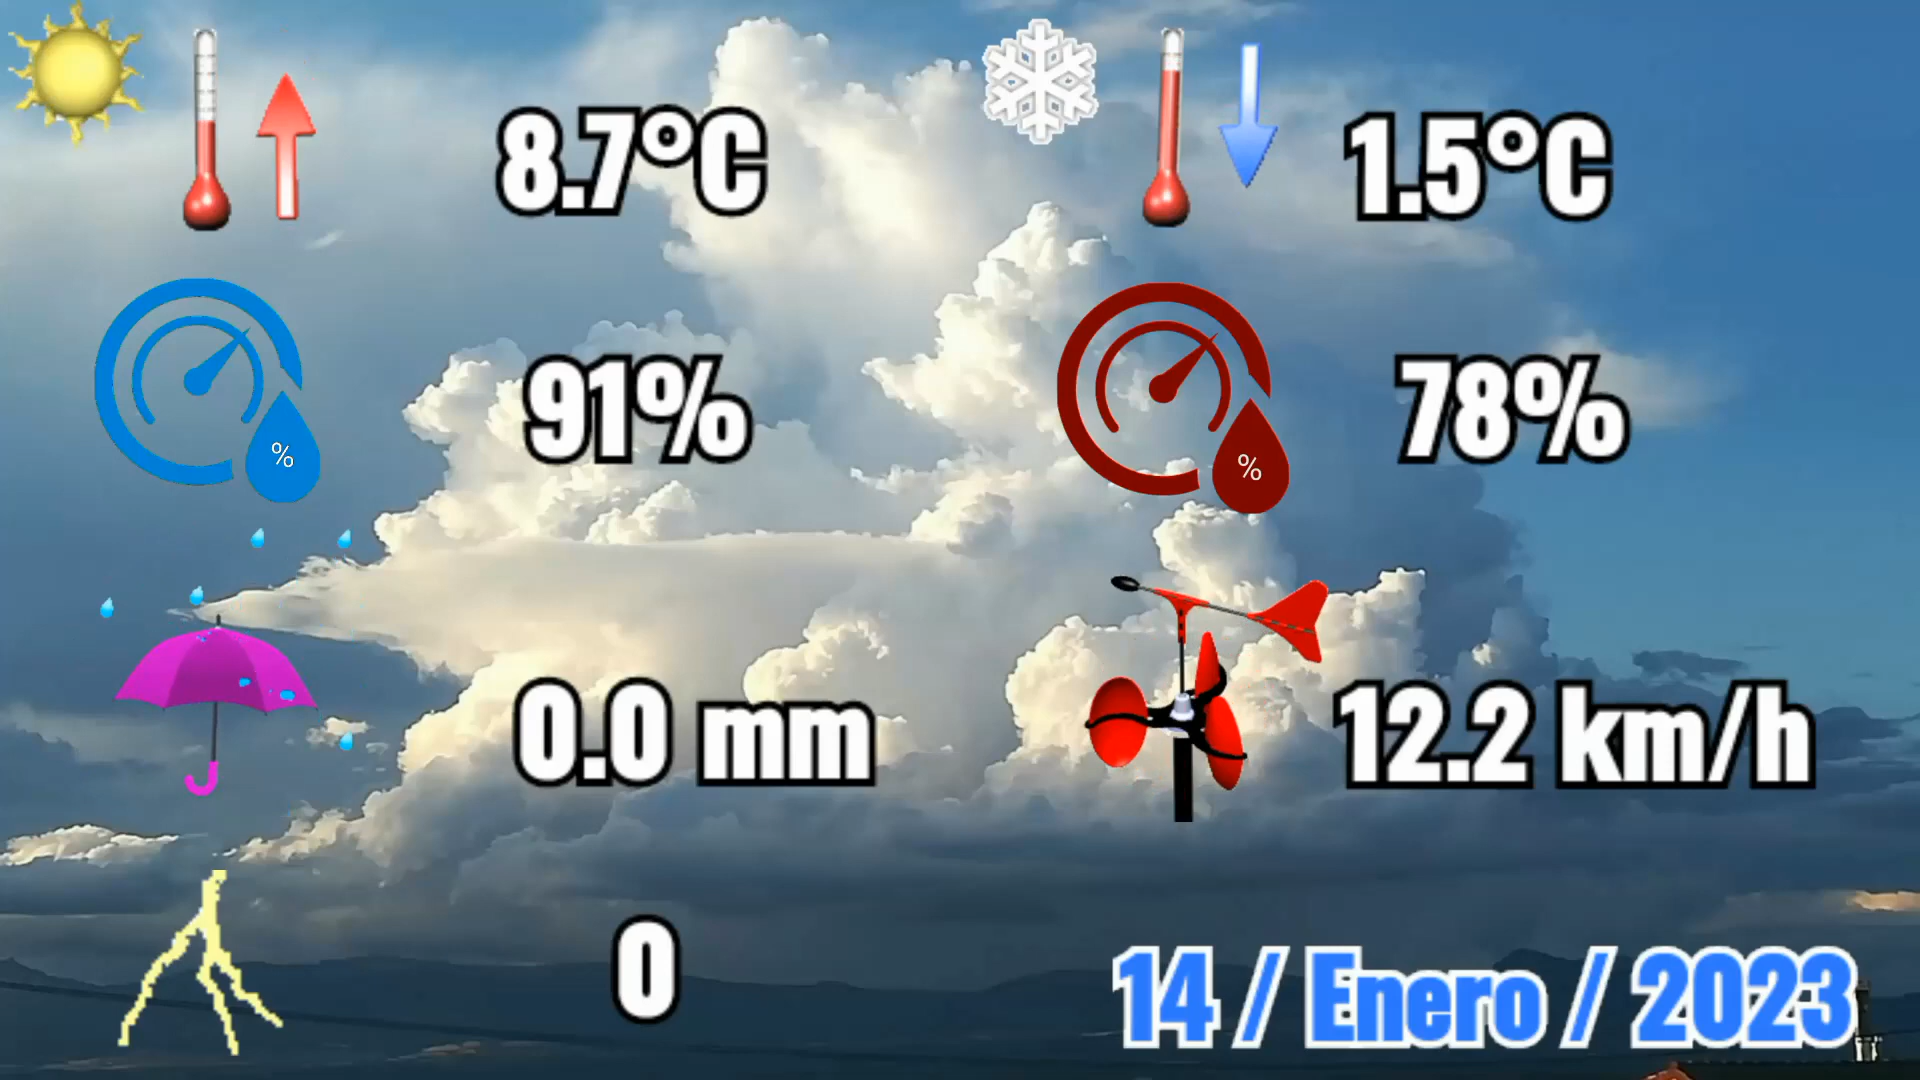 8.7°C
1.5°C
91%
%
78%
%
0.0 mm
12.2 km/h
0
14 / Enero / 2023